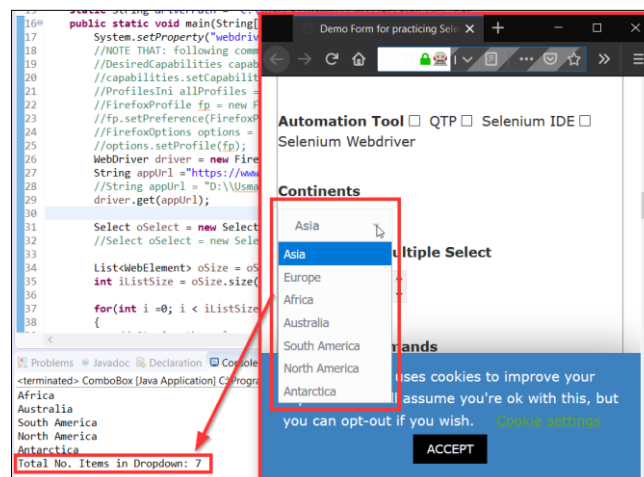 16 public static void main(String[
17 System.setProperty("webdriv
18 //NOTE THAT: following comm
19 //DesiredCapabilities capab
20 //capabilities.setCapabilit
21 //ProfilesIni allProfiles =
22 //FirefoxProfile fp = new F
23 //fp.setPreference(FirefoxP
24 //FirefoxOptions options =
25 //options.setProfile(fp);
26 WebDriver driver = new Fire
27 String appUrl ="https://www
28 //String appUrl = "D:\\Usma
29 driver.get(appUrl);
30
31 Select oSelect = new Select
32 //Select oSelect = new Sele
33
34 List<WebElement> oSize = oS
35 int iListSize = oSize.size(
36
37 for(int i =0; i < iListSize
38 {
Problems Javadoc Declaration Console
<terminated> ComboBox [Java Application] C:\Progra
Africa
Australia
South America
North America
Antarctica
Total No. Items in Dropdown: 7
Demo Form for practicing Sele
Automation Tool QTP Selenium IDE
Selenium Webdriver
Continents
Asia
Asia
ultiple Select
Europe
Africa
Australia
South America
mands
North America
Antarctica
uses cookies to improve your
assume you're ok with this, but
you can opt-out if you wish. Cookie settings
ACCEPT